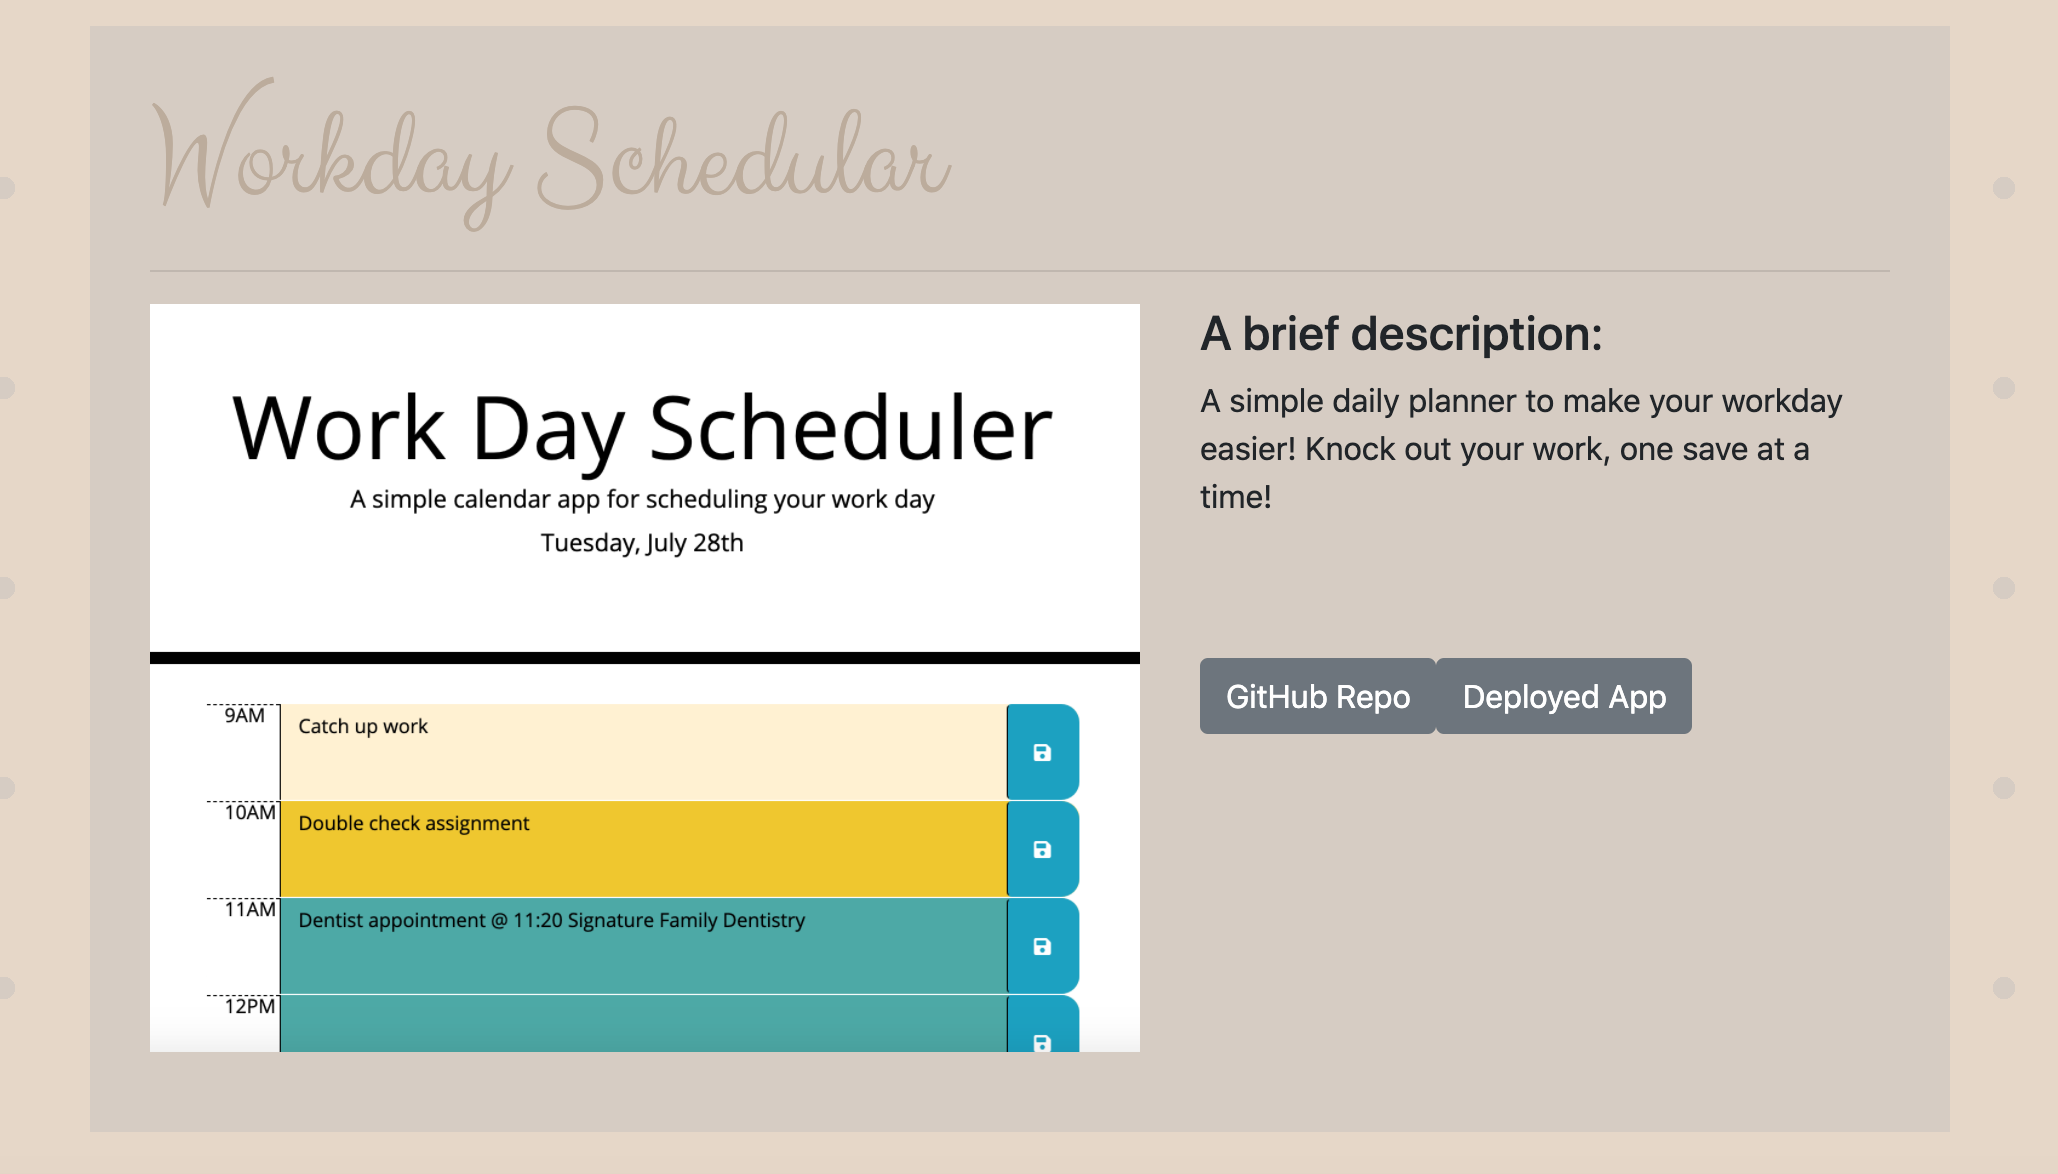 Workday Schedular
Work Day Scheduler
A simple calendar app for scheduling your work day
Tuesday, July 28th
9AM
Catch up work
10AM
Double check assignment
11AM
Dentist appointment @ 11:20 Signature Family Dentistry
12PM
A brief description:
A simple daily planner to make your workday
easier! Knock out your work, one save at a
time!
GitHub Repo
Deployed App